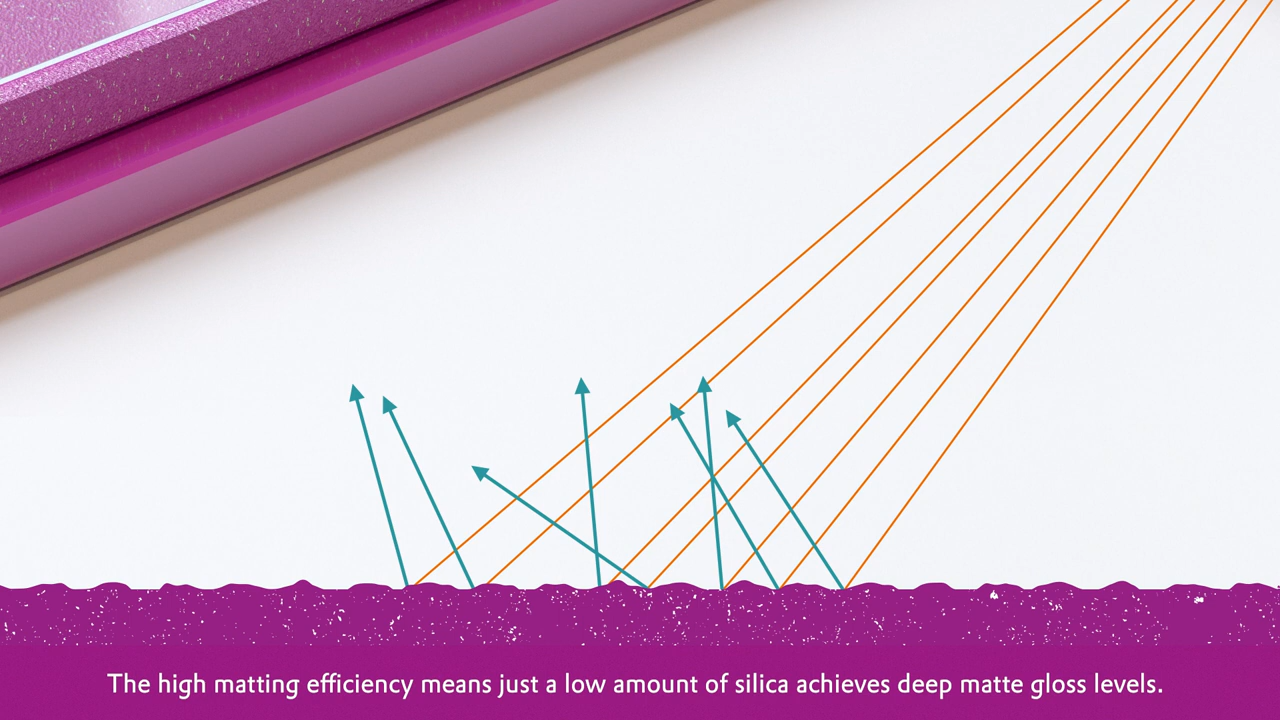 The high matting efficiency means just a low amount of silica achieves deep matte gloss levels.